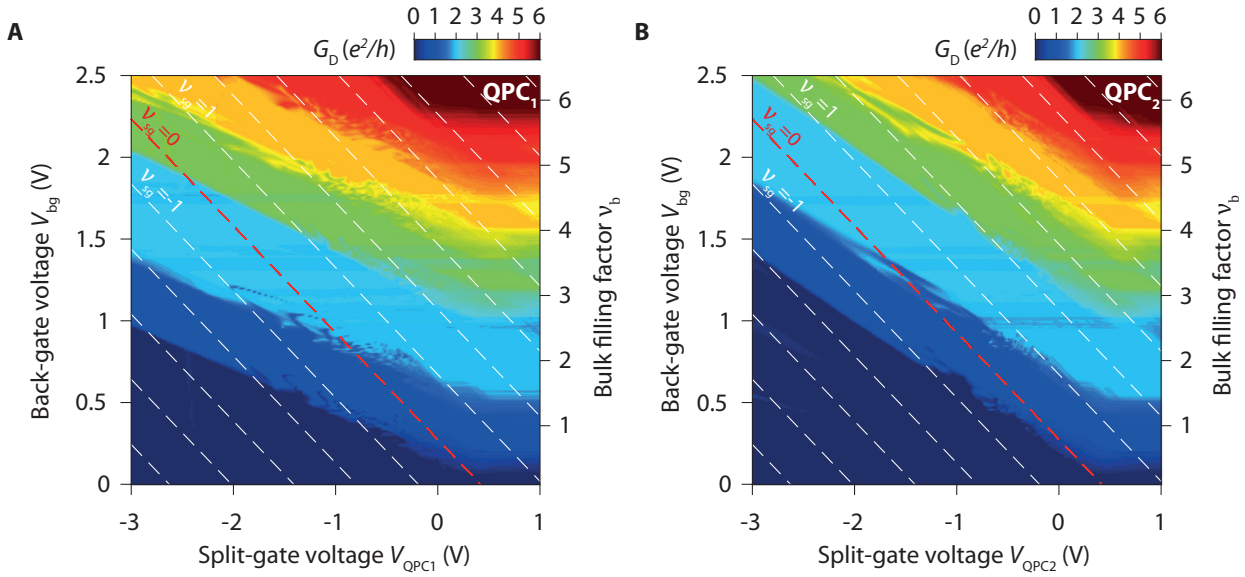 A
G_D (e²/h)
0 1 2 3 4 5 6
QPC₁
ν_sg=1
ν_sg=0
ν_sg=-1
Back-gate voltage V_bg (V)
2.5
2
1.5
1
0.5
0
-3 -2 -1 0 1
Split-gate voltage V_QPC1 (V)
6
5
4
3
2
1
Bulk filling factor ν_b
B
G_D (e²/h)
0 1 2 3 4 5 6
QPC₂
ν_sg=1
ν_sg=0
ν_sg=-1
Back-gate voltage V_bg (V)
2.5
2
1.5
1
0.5
0
-3 -2 -1 0 1
Split-gate voltage V_QPC2 (V)
6
5
4
3
2
1
Bulk filling factor ν_b